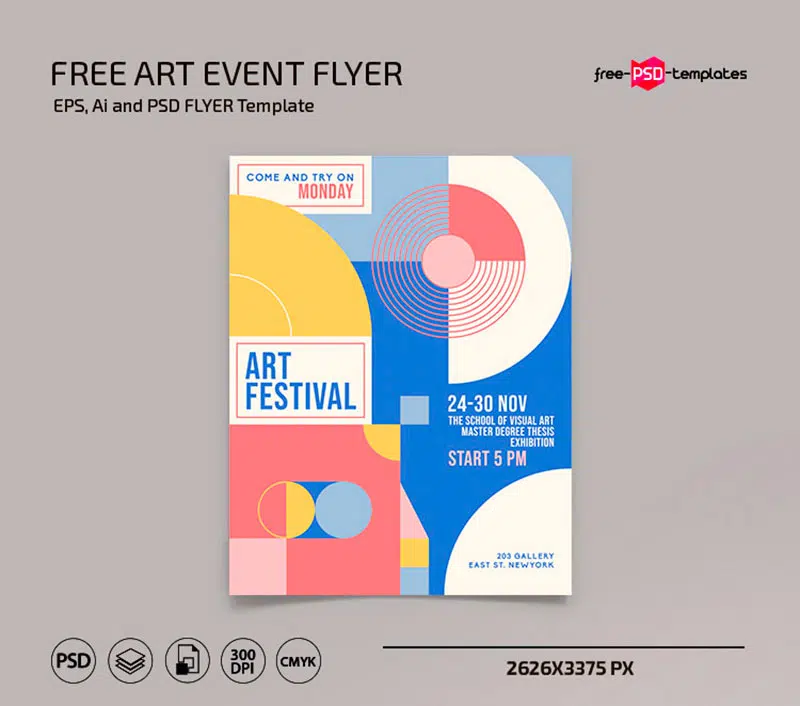 FREE ART EVENT FLYER
EPS, Ai and PSD FLYER Template
free-PSD-templates
COME AND TRY ON
MONDAY
ART
FESTIVAL
24-30 NOV
THE SCHOOL OF VISUAL ART
MASTER DEGREE THESIS
EXHIBITION
START 5 PM
203 GALLERY
EAST ST. NEWYORK
PSD
300
DPI
CMYK
2626X3375 PX